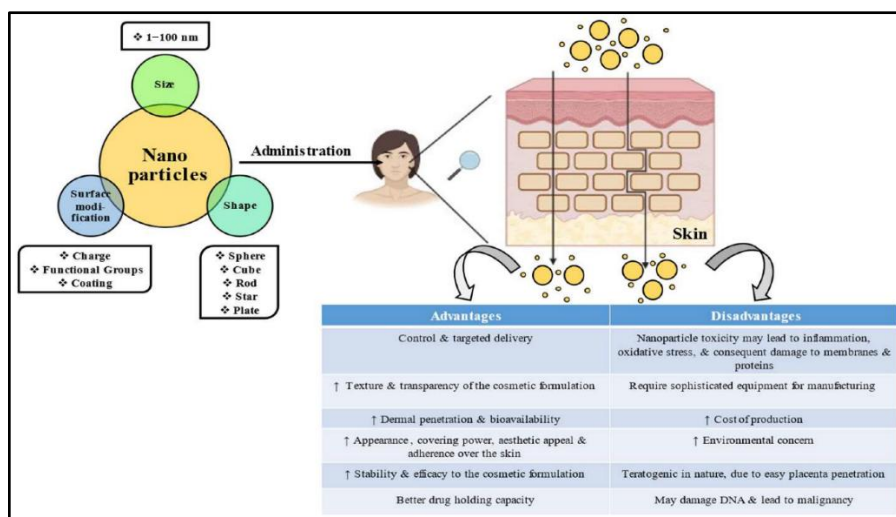 ❖ 1–100 nm
Size
Nano
particles
Surface
modi-
fication
Shape
❖ Charge
❖ Functional Groups
❖ Coating
❖ Sphere
❖ Cube
❖ Rod
❖ Star
❖ Plate
Administration
Skin
Advantages
Disadvantages
Control & targeted delivery
Nanoparticle toxicity may lead to inflammation,
oxidative stress, & consequent damage to membranes &
proteins
↑ Texture & transparency of the cosmetic formulation
Require sophisticated equipment for manufacturing
↑ Dermal penetration & bioavailability
↑ Cost of production
↑ Appearance, covering power, aesthetic appeal &
adherence over the skin
↑ Environmental concern
↑ Stability & efficacy to the cosmetic formulation
Teratogenic in nature, due to easy placenta penetration
Better drug holding capacity
May damage DNA & lead to malignancy